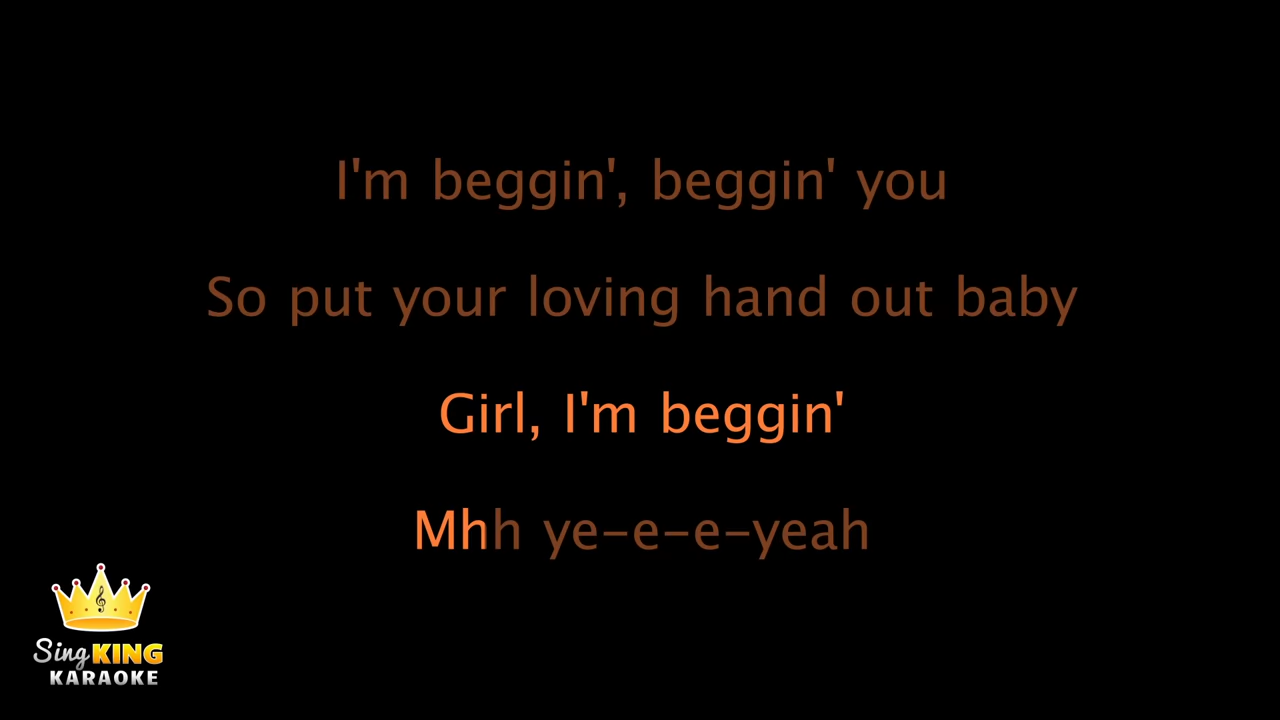 I'm beggin', beggin' you
So put your loving hand out baby
Girl, I'm beggin'
Mhh ye-e-e-yeah
Sing KING
KARAOKE